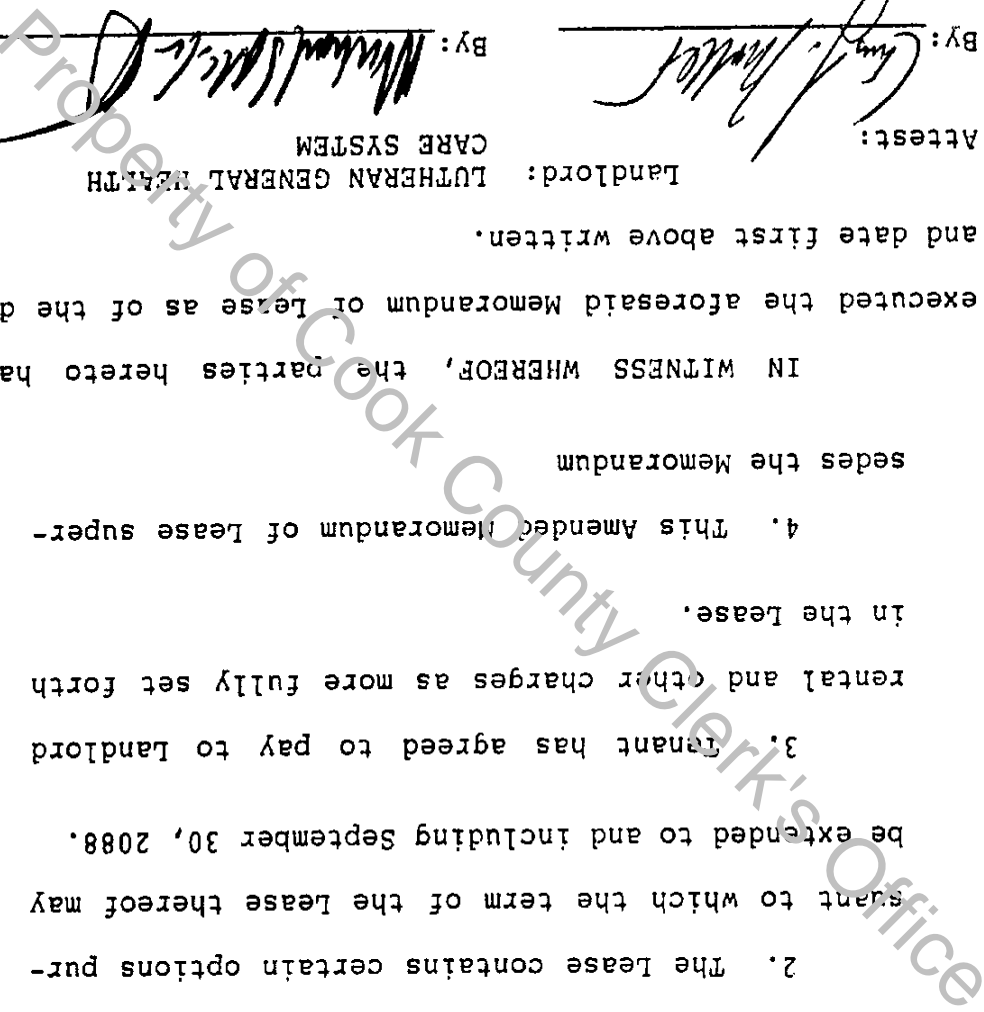 2. The Lease contains certain options pur-
suant to which the term of the Lease thereof may
be extended to and including September 30, 2088.
3. Tenant has agreed to pay to Landlord
rental and other charges as more fully set forth
in the Lease.
4. This Amended Memorandum of Lease super-
sedes the Memorandum
IN WITNESS WHEREOF, the parties hereto ha
executed the aforesaid Memorandum of Lease as of the d
and date first above written.
Landlord: LUTHERAN GENERAL HEALTH
CARE SYSTEM
Attest:
By: By:
Property of Cook County Clerk's Office